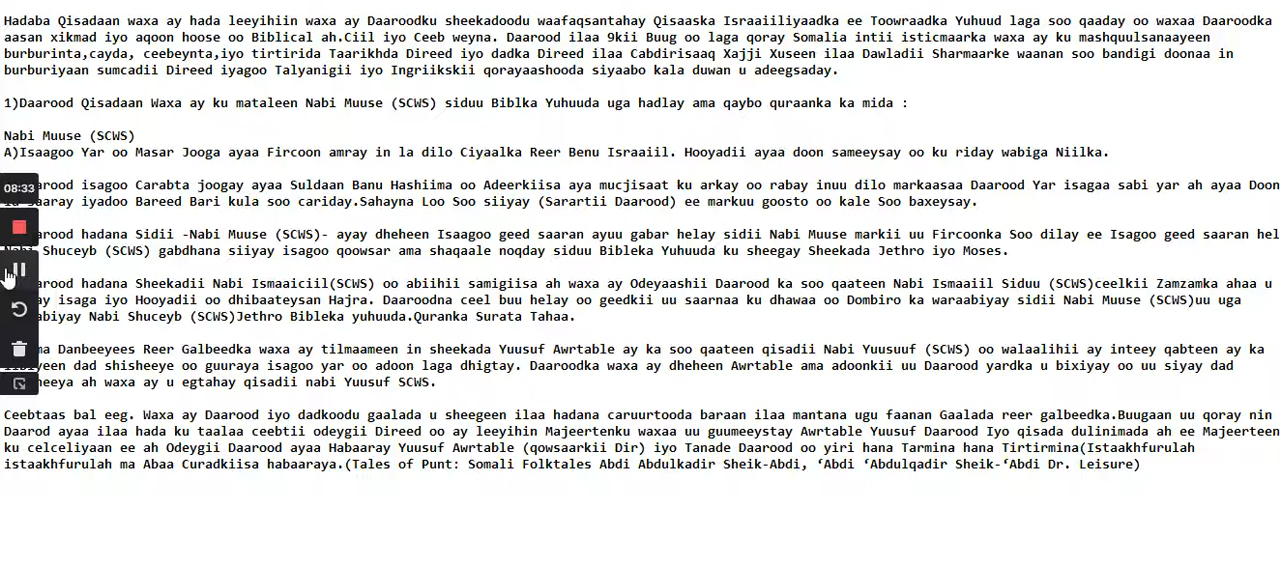 Hadaba Qisadaan waxa ay hada leeyihiin waxa ay Daaroodku sheekadoodu waafaqsantahay Qisaaska Israaiiliyaadka ee Toowraadka Yuhuud laga soo qaaday oo waxaa Daaroodka
aasan xikmad iyo aqoon hoose oo Biblical ah.Ciil iyo Ceeb weyna. Daarood ilaa 9kii Buug oo laga qoray Somalia intii isticmaarka waxa ay ku mashquulsanaayeen
burburinta,cayda, ceebeynta,iyo tirtirida Taarikhda Direed iyo dadka Direed ilaa Cabdirisaaq Xajji Xuseen ilaa Dawladii Sharmaarke waanan soo bandigi doonaa in
burburiyaan sumcadii Direed iyagoo Talyanigii iyo Ingriikskii qorayaashooda siyaabo kala duwan u adeegsaday.
1)Daarood Qisadaan Waxa ay ku mataleen Nabi Muuse (SCWS) siduu Biblka Yuhuuda uga hadlay ama qaybo quraanka ka mida :
Nabi Muuse (SCWS)
A)Isaagoo Yar oo Masar Jooga ayaa Fircoon amray in la dilo Ciyaalka Reer Benu Israaiil. Hooyadii ayaa doon sameeysay oo ku riday wabiga Niilka.
08:33
arood isagoo Carabta joogay ayaa Suldaan Banu Hashiima oo Adeerkiisa aya mucjisaat ku arkay oo rabay inuu dilo markaasaa Daarood Yar isagaa sabi yar ah ayaa Doon
saaray iyadoo Bareed Bari kula soo cariday.Sahayna Loo Soo siiyay (Sarartii Daarood) ee markuu goosto oo kale Soo baxeysay.
arood hadana Sidii -Nabi Muuse (SCWS)- ayay dheheen Isaagoo geed saaran ayuu gabar helay sidii Nabi Muuse markii uu Fircoonka Soo dilay ee Isagoo geed saaran hel
Nabi Shuceyb (SCWS) gabdhana siiyay isagoo qoowsar ama shaqaale noqday siduu Bibleka Yuhuuda ku sheegay Sheekada Jethro iyo Moses.
arood hadana Sheekadii Nabi Ismaaiciil(SCWS) oo abiihii samigiisa ah waxa ay Odeyaashii Daarood ka soo qaateen Nabi Ismaaiil Siduu (SCWS)ceelkii Zamzamka ahaa u
ay isaga iyo Hooyadii oo dhibaateysan Hajra. Daaroodna ceel buu helay oo geedkii uu saarnaa ku dhawaa oo Dombiro ka waraabiyay sidii Nabi Muuse (SCWS)uu uga
abiyay Nabi Shuceyb (SCWS)Jethro Bibleka yuhuuda.Quranka Surata Tahaa.
ma Danbeeyees Reer Galbeedka waxa ay tilmaameen in sheekada Yuusuf Awrtable ay ka soo qaateen qisadii Nabi Yuusuuf (SCWS) oo walaalihii ay inteey qabteen ay ka
yeen dad shisheeye oo guuraya isagoo yar oo adoon laga dhigtay. Daaroodka waxa ay dheheen Awrtable ama adoonkii uu Daarood yardka u bixiyay oo uu siyay dad
heeya ah waxa ay u egtahay qisadii nabi Yuusuf SCWS.
Ceebtaas bal eeg. Waxa ay Daarood iyo dadkoodu gaalada u sheegeen ilaa hadana caruurtooda baraan ilaa mantana ugu faanan Gaalada reer galbeedka.Buugaan uu qoray nin
Daarod ayaa ilaa hada ku taalaa ceebtii odeygii Direed oo ay leeyihin Majeertenku waxaa uu guumeystay Awrtable Yuusuf Daarood Iyo qisada dulinimada ah ee Majeerteen
ku celceliyaan ee ah Odeygii Daarood ayaa Habaaray Yuusuf Awrtable (qowsaarkii Dir) iyo Tanade Daarood oo yiri hana Tarmina hana Tirtirmina(Istaakhfurulah
istaakhfurulah ma Abaa Curadkiisa habaaraya.(Tales of Punt: Somali Folktales Abdi Abdulkadir Sheik-Abdi, ʻAbdi ʻAbdulqadir Sheik-ʻAbdi Dr. Leisure)